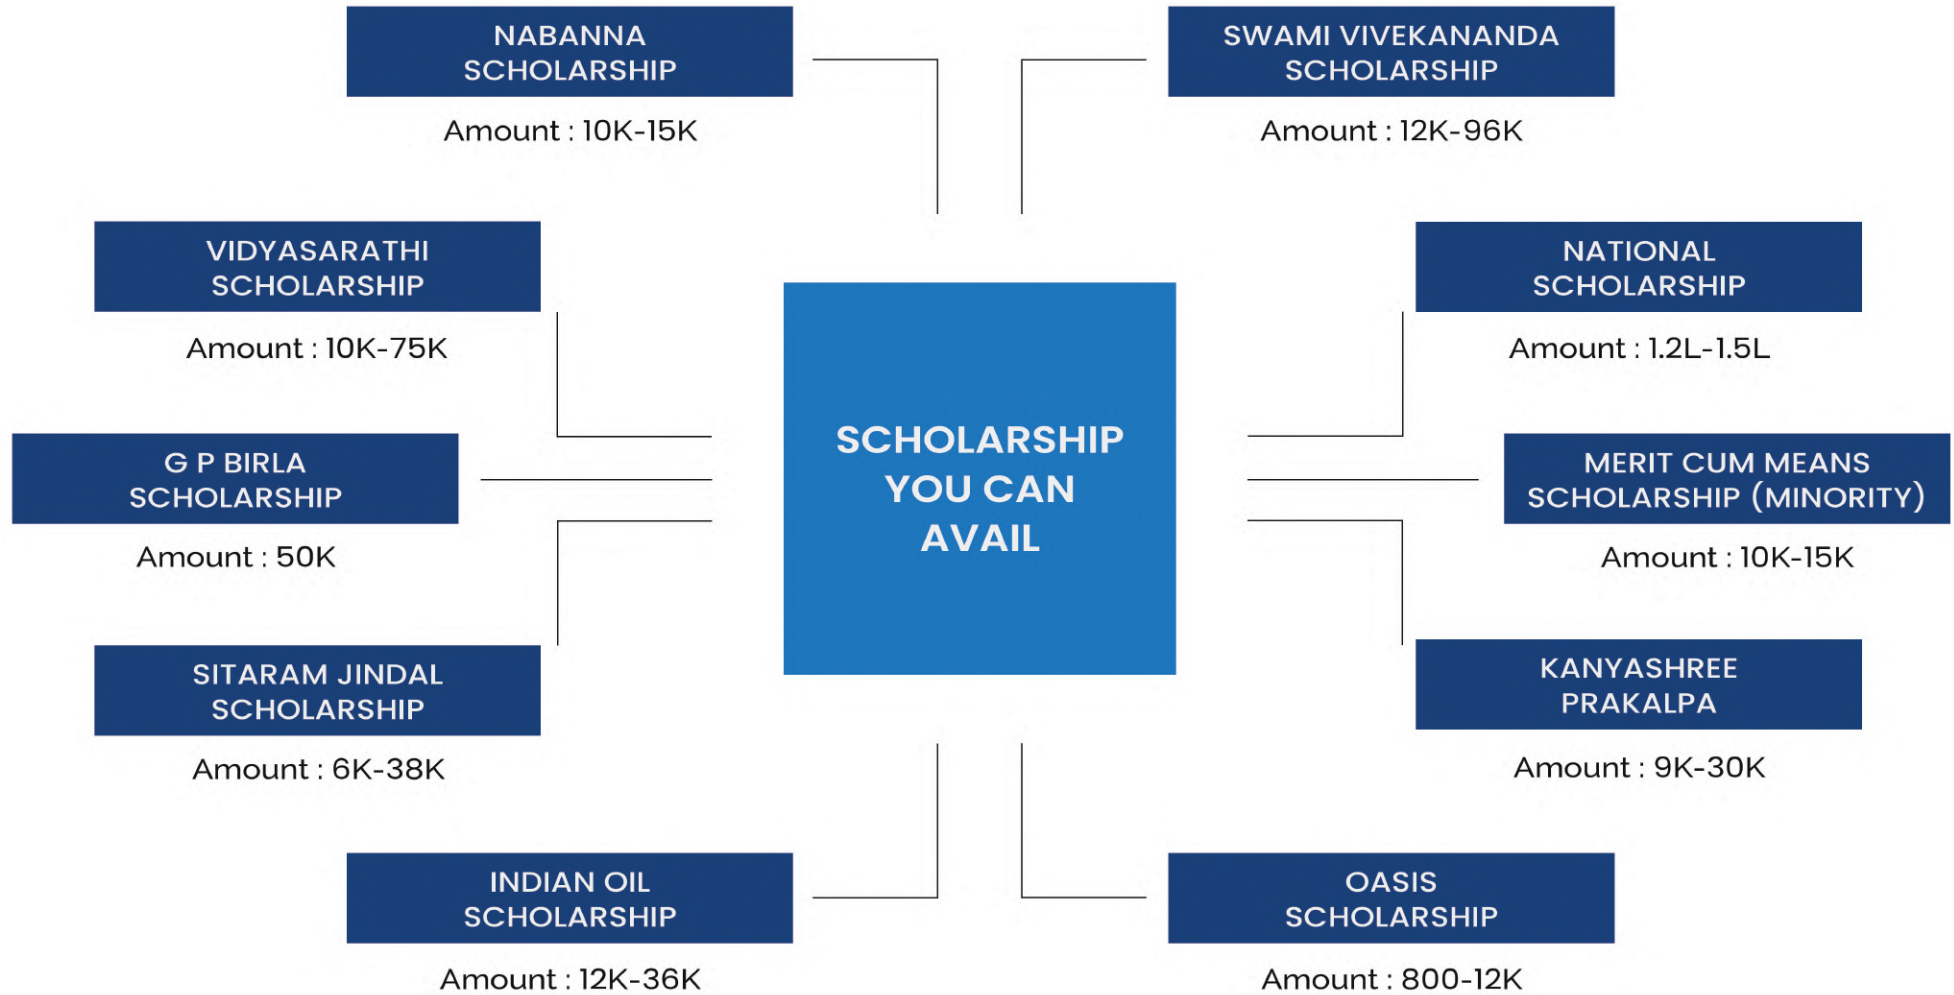 NABANNA
SCHOLARSHIP
Amount : 10K-15K
SWAMI VIVEKANANDA
SCHOLARSHIP
Amount : 12K-96K
VIDYASARATHI
SCHOLARSHIP
Amount : 10K-75K
NATIONAL
SCHOLARSHIP
Amount : 1.2L-1.5L
G P BIRLA
SCHOLARSHIP
Amount : 50K
SCHOLARSHIP
YOU CAN
AVAIL
MERIT CUM MEANS
SCHOLARSHIP (MINORITY)
Amount : 10K-15K
SITARAM JINDAL
SCHOLARSHIP
Amount : 6K-38K
KANYASHREE
PRAKALPA
Amount : 9K-30K
INDIAN OIL
SCHOLARSHIP
Amount : 12K-36K
OASIS
SCHOLARSHIP
Amount : 800-12K